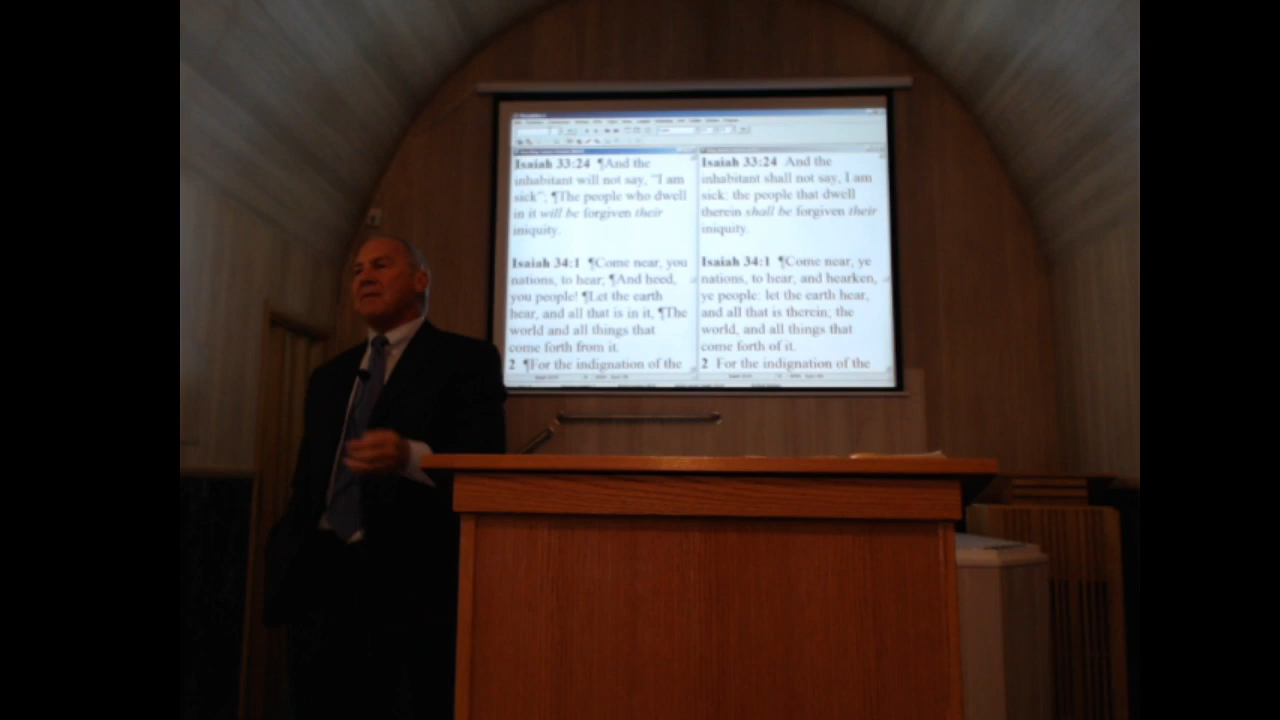 Isaiah 33:24 ¶And the
inhabitant will not say, "I am
sick", ¶The people who dwell
in it will be forgiven their
iniquity.
Isaiah 34:1 ¶Come near, you
nations, to hear, ¶And heed,
you people! ¶Let the earth
hear, and all that is in it, ¶The
world and all things that
come forth from it.
2 ¶For the indignation of the
Isaiah 33:24 And the
inhabitant shall not say, I am
sick: the people that dwell
therein shall be forgiven their
iniquity.
Isaiah 34:1 ¶Come near, ye
nations, to hear; and hearken,
ye people: let the earth hear,
and all that is therein; the
world, and all things that
come forth of it.
2 For the indignation of the